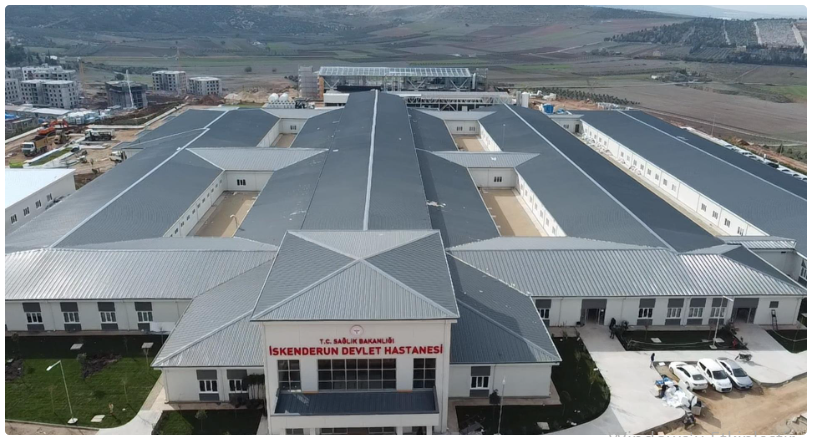 T.C. SAĞLIK BAKANLIĞI
İSKENDERUN DEVLET HASTANESİ